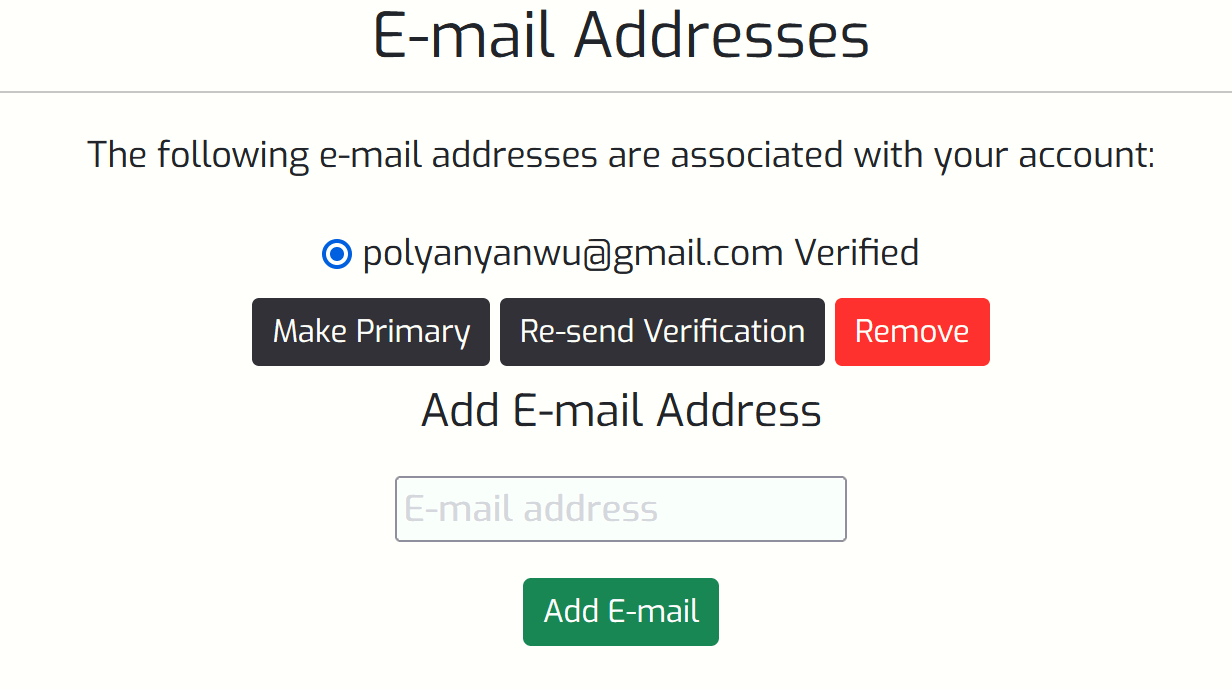 E-mail Addresses
The following e-mail addresses are associated with your account:
polyanyanwu@gmail.com Verified
Make Primary Re-send Verification Remove
Add E-mail Address
E-mail address
Add E-mail